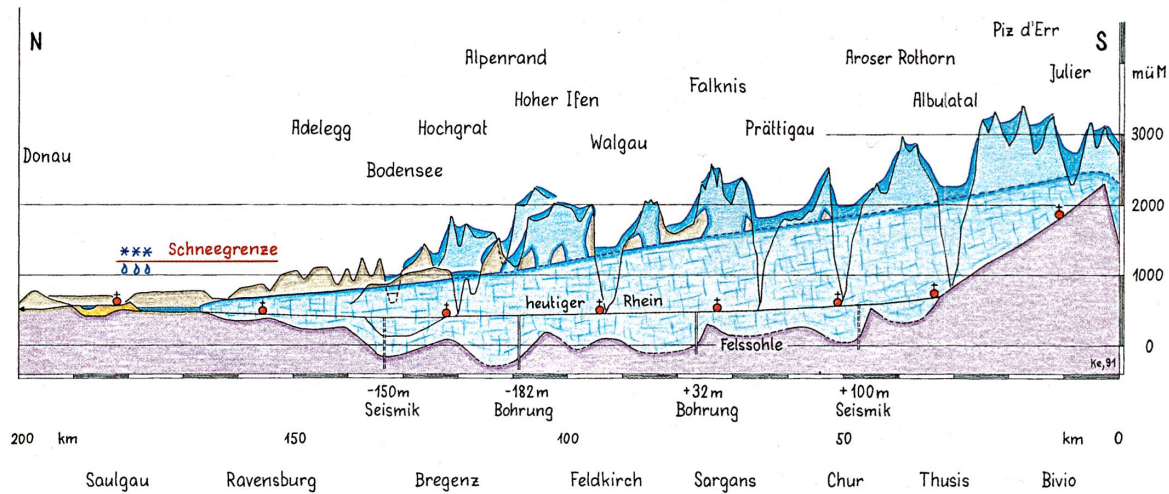 N
S
Piz d'Err
Alpenrand
Aroser Rothorn
Julier
müM
Falknis
Hoher Ifen
Albulatal
Adelegg
Hochgrat
Prättigau
3000
Walgau
Donau
Bodensee
2000
Schneegrenze
1000
heutiger Rhein
Felssohle
0
Ke,91
-150m
Seismik
-182m
Bohrung
+32m
Bohrung
+100m
Seismik
200 km 150 100 50 km 0
Saulgau Ravensburg Bregenz Feldkirch Sargans Chur Thusis Bivio